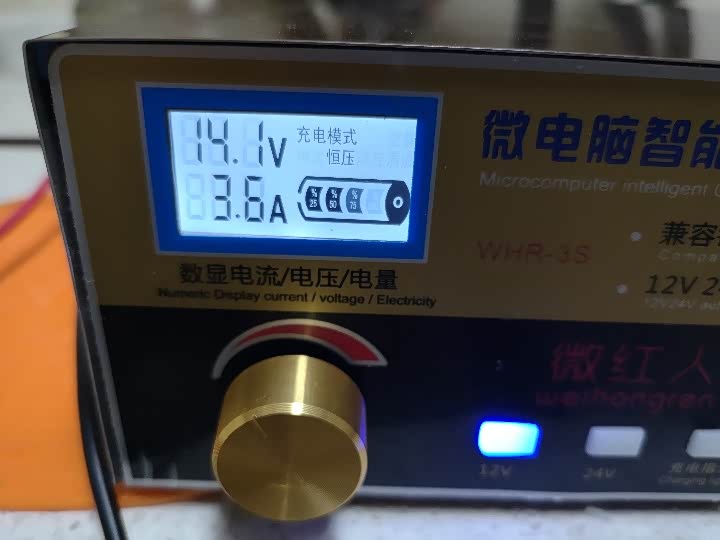 14.1V
充电模式
恒压
3.6A
% 25 % 50 % 75
数显电流/电压/电量
Numeric Display current / voltage / Electricity
微电脑智能
Microcomputer intelligent
WHR-3S
兼容
12V 2
微红人
weihongren
12V
24V
Charging